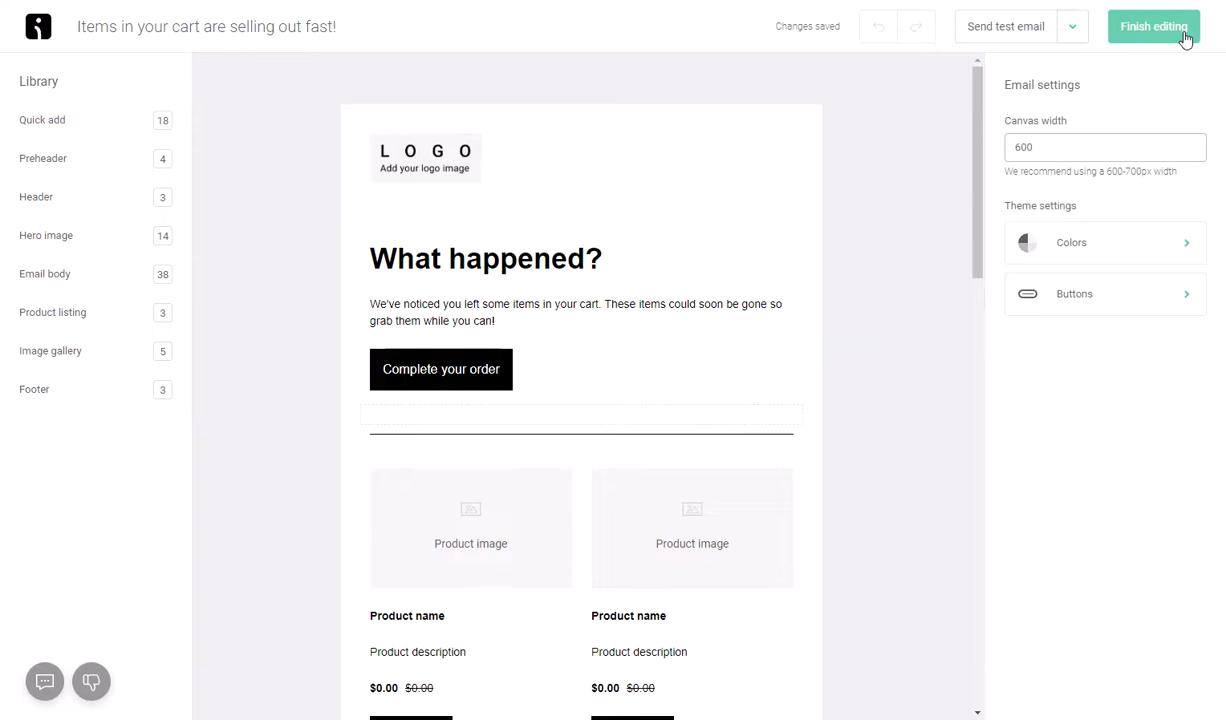 Items in your cart are selling out fast!
Changes saved
Send test email
Finish editing
Library
Quick add 18
Preheader 4
Header 3
Hero image 14
Email body 38
Product listing 3
Image gallery 5
Footer 3
L O G O
Add your logo image
What happened?
We've noticed you left some items in your cart. These items could soon be gone so
grab them while you can!
Complete your order
Product image Product image
Product name Product name
Product description Product description
$0.00 $0.00 $0.00 $0.00
Email settings
Canvas width
600
We recommend using a 600-700px width
Theme settings
Colors
Buttons